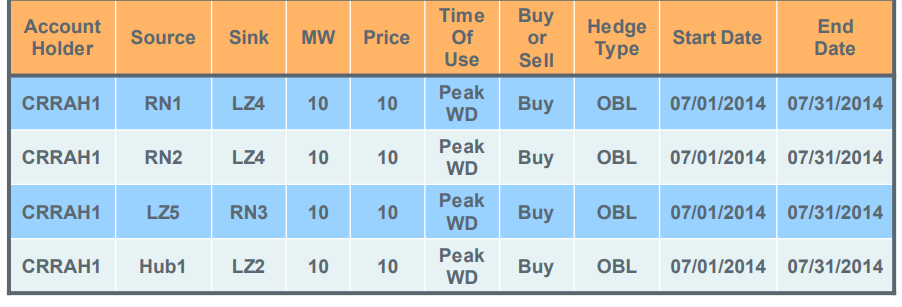 Account Holder Source Sink MW Price Time Of Use Buy or Sell Hedge Type Start Date End Date
CRRAH1 RN1 LZ4 10 10 Peak WD Buy OBL 07/01/2014 07/31/2014
CRRAH1 RN2 LZ4 10 10 Peak WD Buy OBL 07/01/2014 07/31/2014
CRRAH1 LZ5 RN3 10 10 Peak WD Buy OBL 07/01/2014 07/31/2014
CRRAH1 Hub1 LZ2 10 10 Peak WD Buy OBL 07/01/2014 07/31/2014